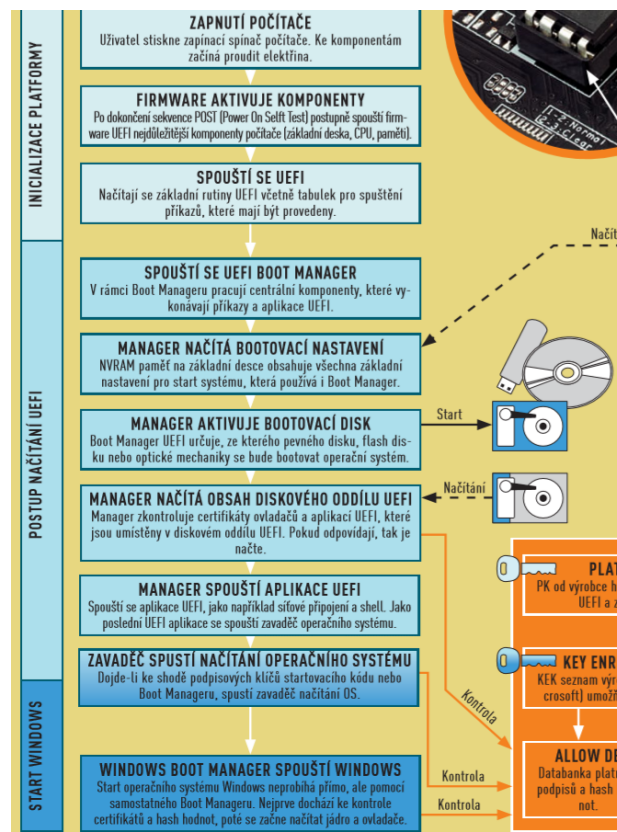 INICIALIZACE PLATFORMY
ZAPNUTÍ POČÍTAČE
Uživatel stiskne zapínací spínač počítače. Ke komponentám
začíná proudit elektřina.
FIRMWARE AKTIVUJE KOMPONENTY
Po dokončení sekvence POST (Power On Selft Test) postupně spouští firm-
ware UEFI nejdůležitější komponenty počítače (základní deska, CPU, paměti).
SPOUŠTÍ SE UEFI
Načítají se základní rutiny UEFI včetně tabulek pro spuštění
příkazů, které mají být provedeny.
POSTUP NAČÍTÁNÍ UEFI
SPOUŠTÍ SE UEFI BOOT MANAGER
V rámci Boot Manageru pracují centrální komponenty, které vy-
konávají příkazy a aplikace UEFI.
MANAGER NAČÍTÁ BOOTOVACÍ NASTAVENÍ
NVRAM paměť na základní desce obsahuje všechna základní
nastavení pro start systému, která používá i Boot Manager.
MANAGER AKTIVUJE BOOTOVACÍ DISK
Boot Manager UEFI určuje, ze kterého pevného disku, flash dis-
ku nebo optické mechaniky se bude bootovat operační systém.
MANAGER NAČÍTÁ OBSAH DISKOVÉHO ODDÍLU UEFI
Manager zkontroluje certifikáty ovladačů a aplikací UEFI, které
jsou umístěny v diskovém oddílu UEFI. Pokud odpovídají, tak je
načte.
MANAGER SPOUŠTÍ APLIKACE UEFI
Spouští se aplikace UEFI, jako například síťové připojení a shell. Jako
poslední UEFI aplikace se spouští zavaděč operačního systému.
ZAVADĚČ SPUSTÍ NAČÍTÁNÍ OPERAČNÍHO SYSTÉMU
Dojde-li ke shodě podpisových klíčů startovacího kódu nebo
Boot Manageru, spustí zavaděč načítání OS.
START WINDOWS
WINDOWS BOOT MANAGER SPOUŠTÍ WINDOWS
Start operačního systému Windows neprobíhá přímo, ale pomocí
samostatného Boot Manageru. Nejprve dochází ke kontrole
certifikátů a hash hodnot, poté se začne načítat jádro a ovladače.
1-2:Normal
2-3:Clear
Načít
Start
Načítání
Kontrola
Kontrola
Kontrola
PLAT
PK od výrobce h
UEFI a z
KEY ENR
KEK seznam výr
crosoft) umožň
ALLOW DE
Databanka plat
podpisů a hash
not.